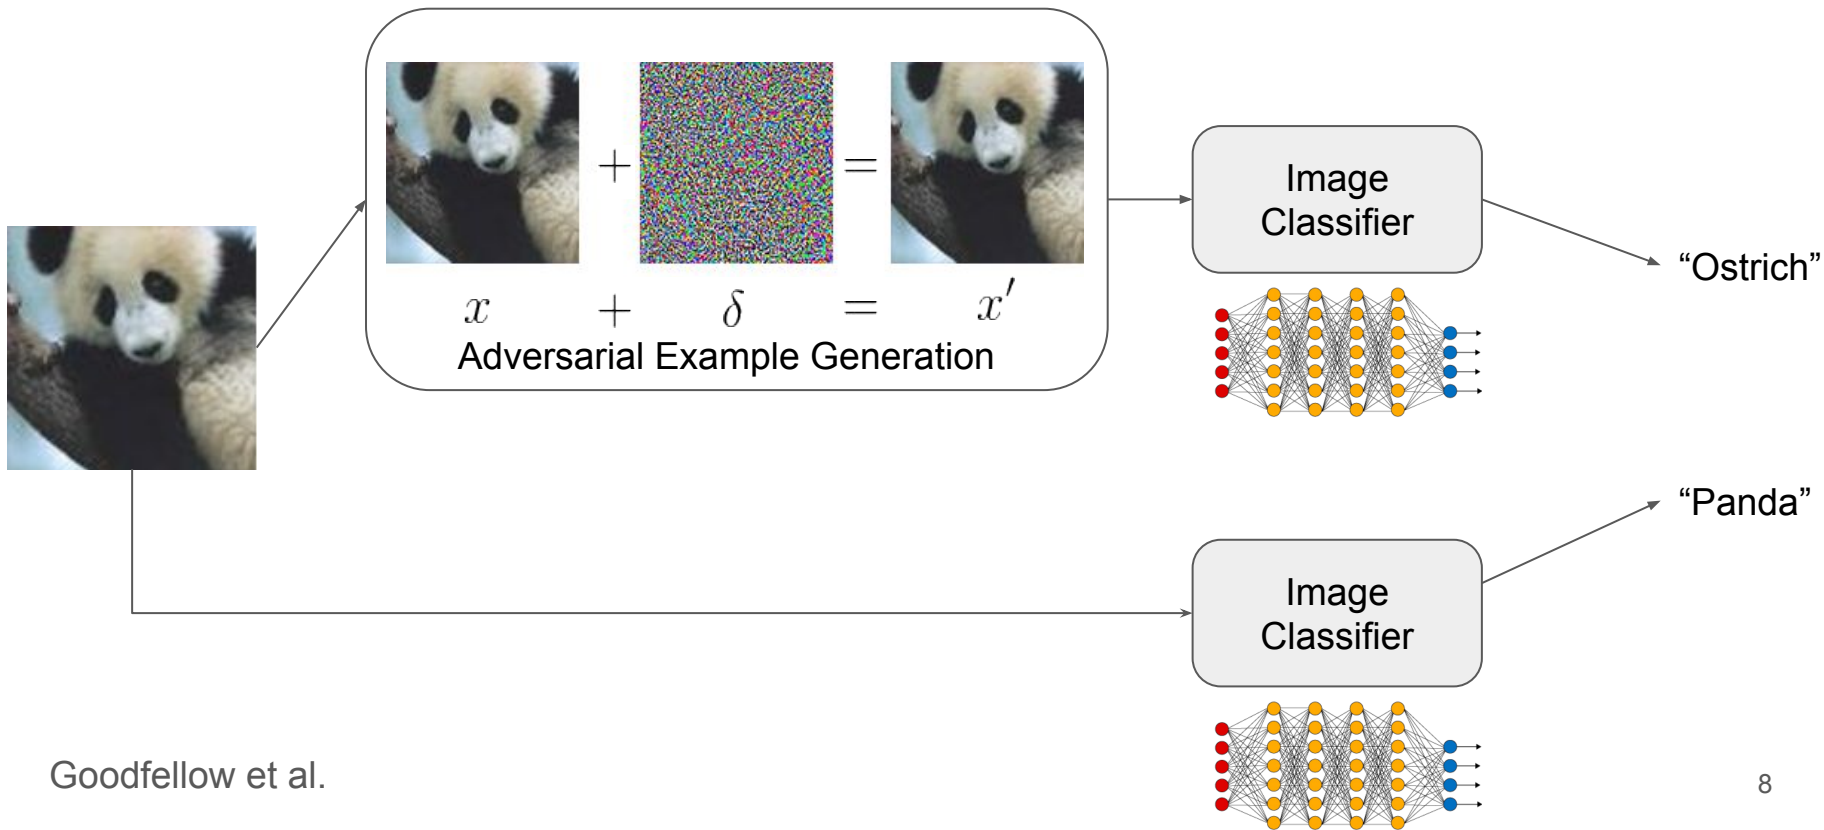 + =
x + δ = x′
Adversarial Example Generation
Image
Classifier
“Ostrich”
“Panda”
Image
Classifier
Goodfellow et al.
8